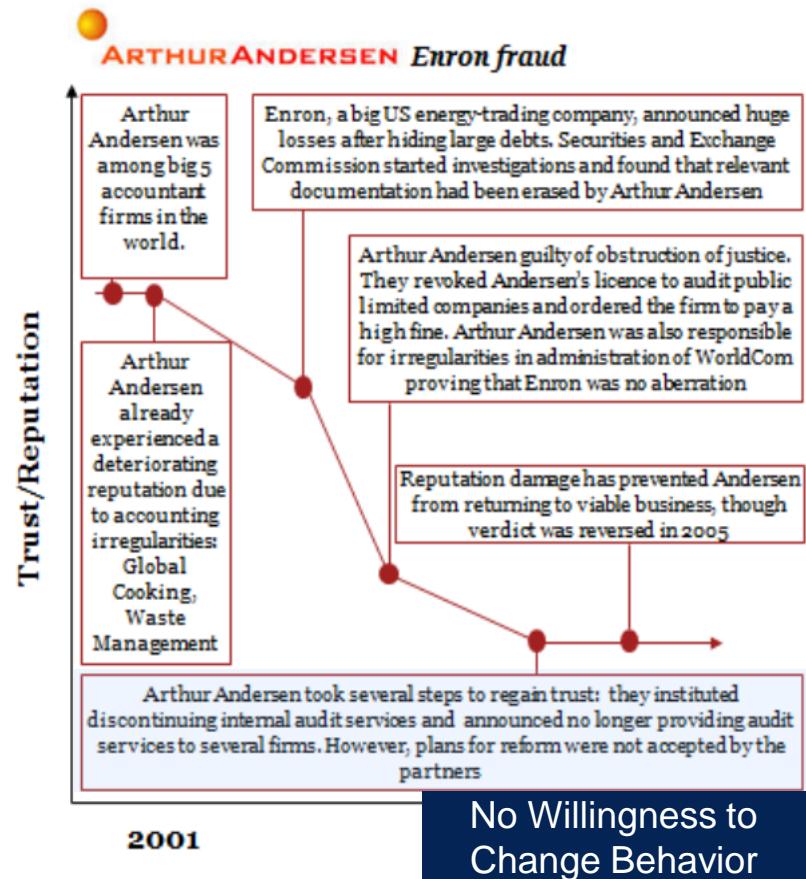 ARTHUR ANDERSEN Enron fraud
Arthur
Andersen was
among big 5
accountant
firms in the
world.
Enron, a big US energy-trading company, announced huge
losses after hiding large debts. Securities and Exchange
Commission started investigations and found that relevant
documentation had been erased by Arthur Andersen
Arthur Andersen guilty of obstruction of justice.
They revoked Andersen's licence to audit public
limited companies and ordered the firm to pay a
high fine. Arthur Andersen was also responsible
for irregularities in administration of WorldCom
proving that Enron was no aberration
Trust/Reputation
Arthur
Andersen
already
experienced a
deteriorating
reputation due
to accounting
irregularities:
Global
Cooking,
Waste
Management
Reputation damage has prevented Andersen
from returning to viable business, though
verdict was reversed in 2005
Arthur Andersen took several steps to regain trust: they instituted
discontinuing internal audit services and announced no longer providing audit
services to several firms. However, plans for reform were not accepted by the
partners
2001
No Willingness to
Change Behavior